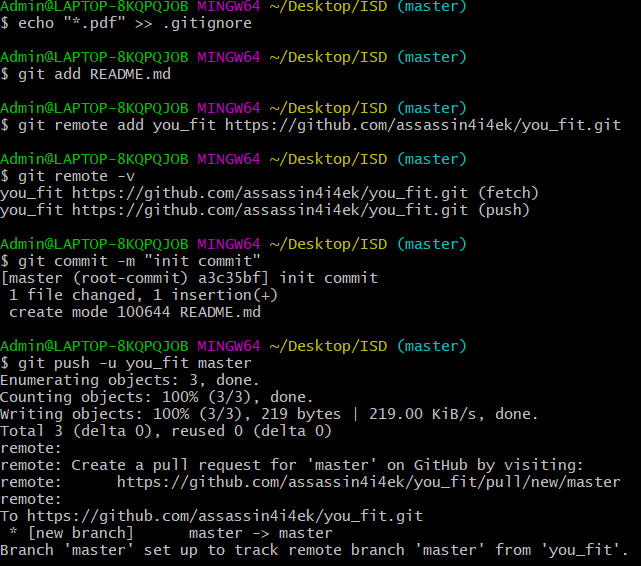 Admin@LAPTOP-8KQPQJOB MINGW64 ~/Desktop/ISD (master)
$ echo "*.pdf" >> .gitignore
Admin@LAPTOP-8KQPQJOB MINGW64 ~/Desktop/ISD (master)
$ git add README.md
Admin@LAPTOP-8KQPQJOB MINGW64 ~/Desktop/ISD (master)
$ git remote add you_fit https://github.com/assassin4i4ek/you_fit.git
Admin@LAPTOP-8KQPQJOB MINGW64 ~/Desktop/ISD (master)
$ git remote -v
you_fit https://github.com/assassin4i4ek/you_fit.git (fetch)
you_fit https://github.com/assassin4i4ek/you_fit.git (push)
Admin@LAPTOP-8KQPQJOB MINGW64 ~/Desktop/ISD (master)
$ git commit -m "init commit"
[master (root-commit) a3c35bf] init commit
 1 file changed, 1 insertion(+)
 create mode 100644 README.md
Admin@LAPTOP-8KQPQJOB MINGW64 ~/Desktop/ISD (master)
$ git push -u you_fit master
Enumerating objects: 3, done.
Counting objects: 100% (3/3), done.
Writing objects: 100% (3/3), 219 bytes | 219.00 KiB/s, done.
Total 3 (delta 0), reused 0 (delta 0)
remote:
remote: Create a pull request for 'master' on GitHub by visiting:
remote:      https://github.com/assassin4i4ek/you_fit/pull/new/master
remote:
To https://github.com/assassin4i4ek/you_fit.git
 * [new branch]      master -> master
Branch 'master' set up to track remote branch 'master' from 'you_fit'.